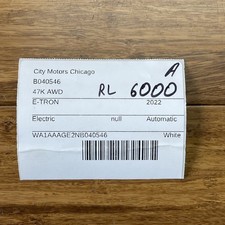 City Motors Chicago
B040546
47K AWD
RL 6000 A
E-TRON 2022
Electric null Automatic
WA1AAAGE2NB040546 White